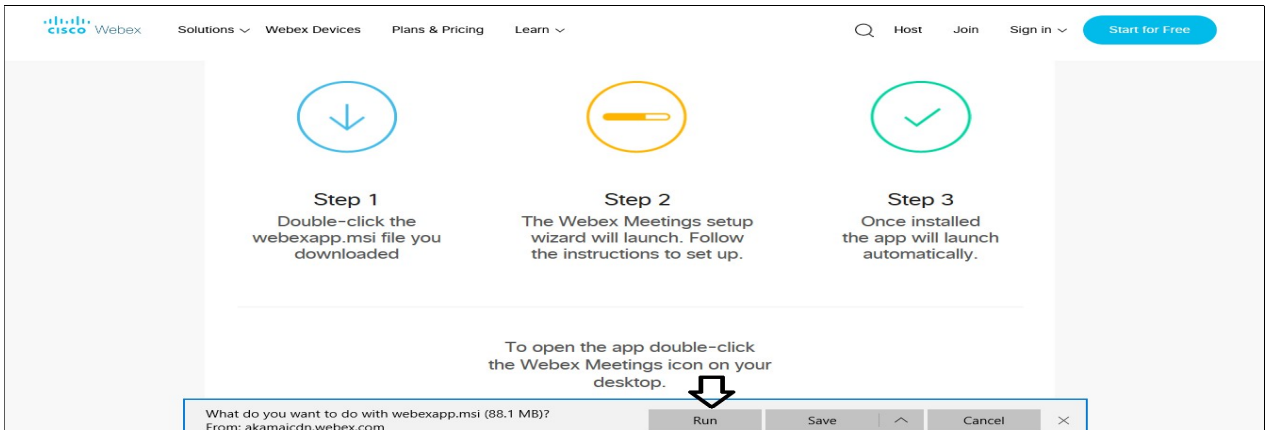 cisco Webex Solutions Webex Devices Plans & Pricing Learn Host Join Sign in Start for Free
Step 1
Double-click the
webexapp.msi file you
downloaded
Step 2
The Webex Meetings setup
wizard will launch. Follow
the instructions to set up.
Step 3
Once installed
the app will launch
automatically.
To open the app double-click
the Webex Meetings icon on your
desktop.
What do you want to do with webexapp.msi (88.1 MB)?
From: akamaicdn.webex.com
Run Save Cancel